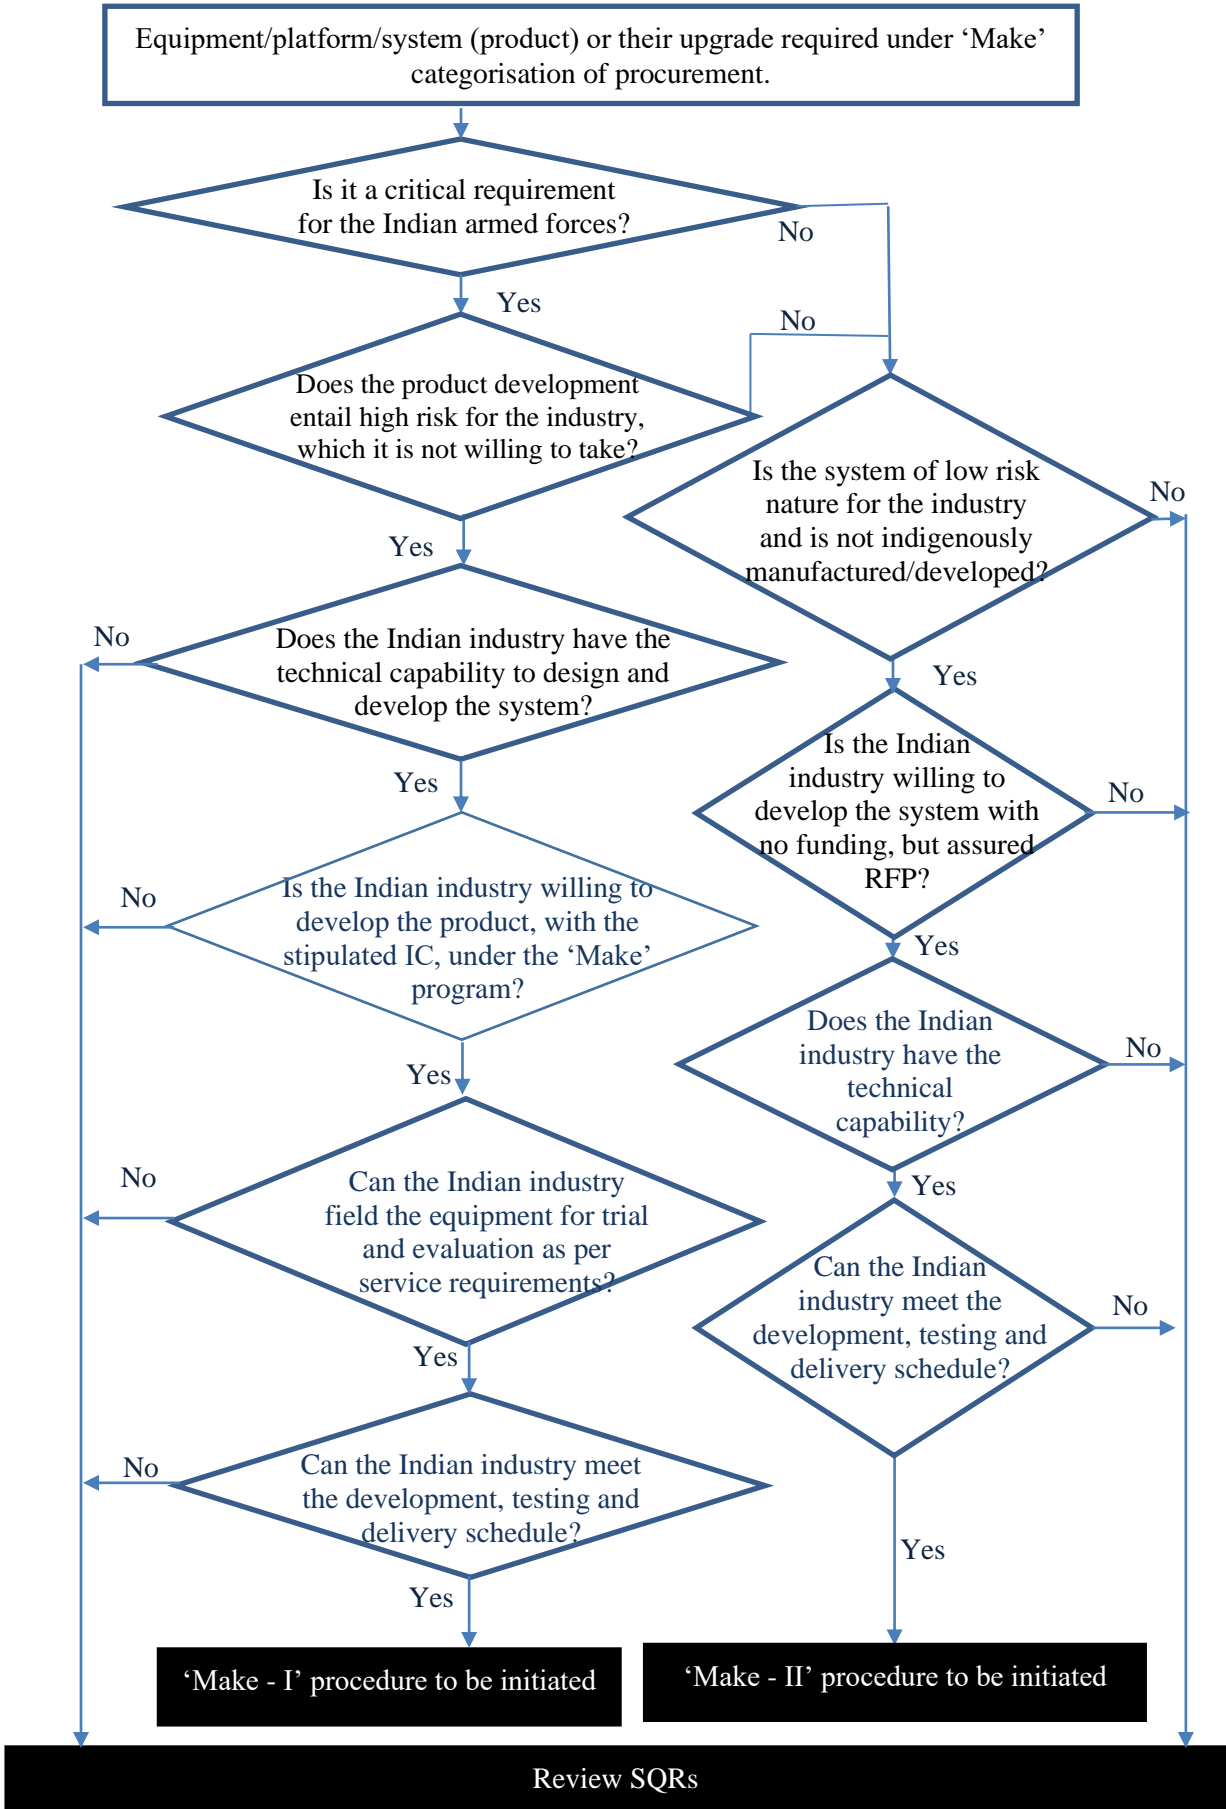 Equipment/platform/system (product) or their upgrade required under ‘Make’
categorisation of procurement.
Is it a critical requirement
for the Indian armed forces?
No
Yes
No
Does the product development
entail high risk for the industry,
which it is not willing to take?
Is the system of low risk
nature for the industry
and is not indigenously
manufactured/developed?
No
Yes
No
Does the Indian industry have the
technical capability to design and
develop the system?
Yes
Is the Indian
industry willing to
develop the system with
no funding, but assured
RFP?
No
Yes
No
Is the Indian industry willing to
develop the product, with the
stipulated IC, under the ‘Make’
program?
Yes
Does the Indian
industry have the
technical
capability?
No
Yes
No
Can the Indian industry
field the equipment for trial
and evaluation as per
service requirements?
Yes
Can the Indian
industry meet the
development, testing and
delivery schedule?
No
Yes
No
Can the Indian industry meet
the development, testing and
delivery schedule?
Yes
Yes
‘Make - I’ procedure to be initiated
‘Make - II’ procedure to be initiated
Review SQRs